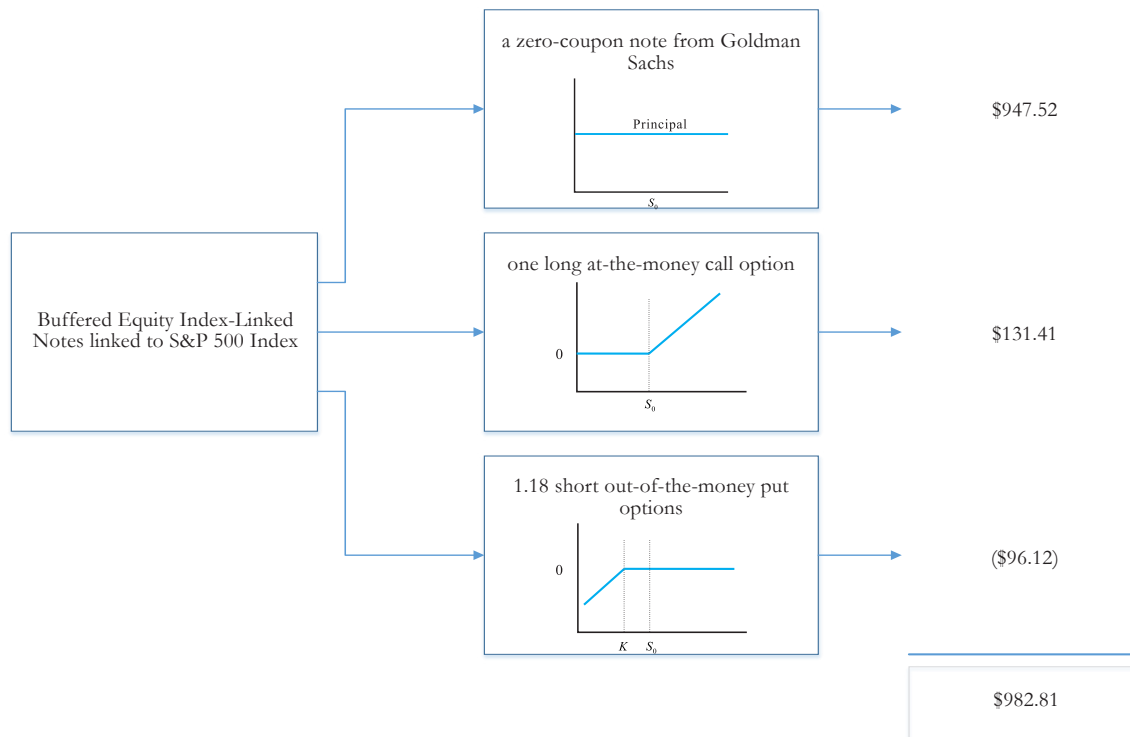 a zero-coupon note from Goldman
Sachs
Principal
S₀
$947.52
Buffered Equity Index-Linked
Notes linked to S&P 500 Index
one long at-the-money call option
0
S₀
$131.41
1.18 short out-of-the-money put
options
0
K S₀
($96.12)
$982.81